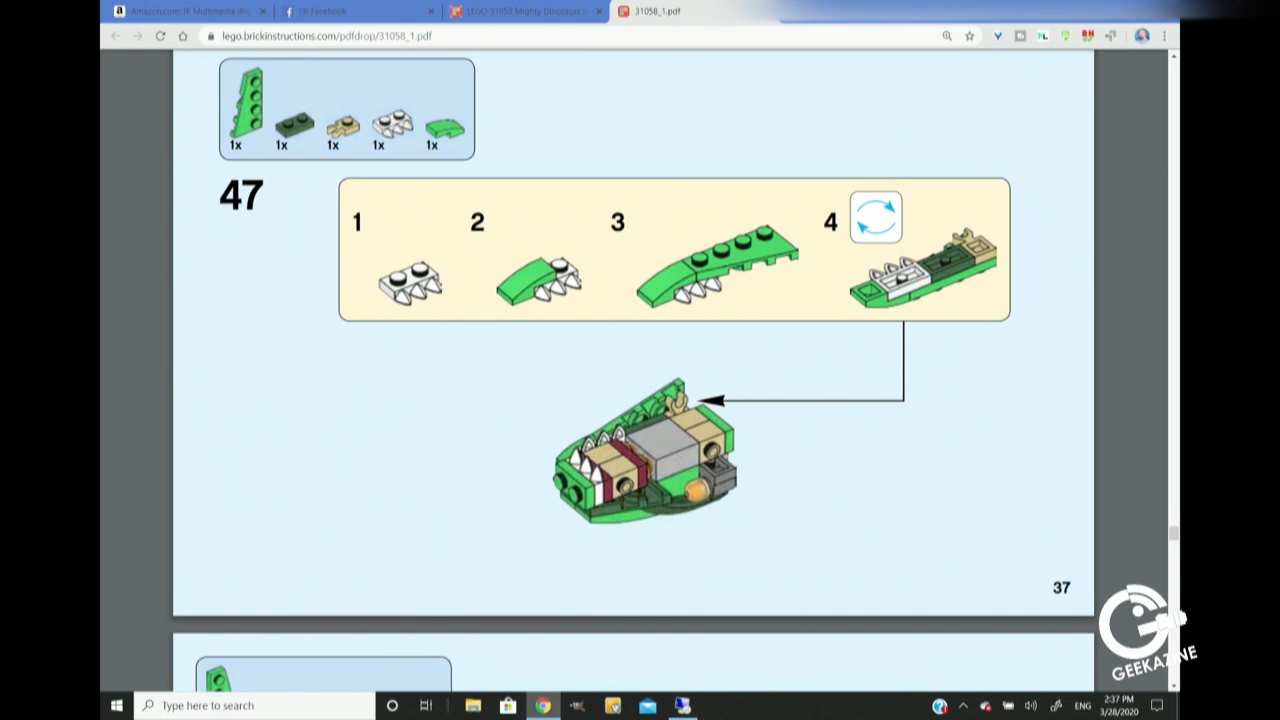 Amazon.com: IK Multimedia iRic
(9) Facebook
LEGO 31058 Mighty Dinosaurs I
31058_1.pdf
lego.brickinstructions.com/pdfdrop/31058_1.pdf
1x 1x 1x 1x 1x
47
1 2 3 4
37
GEEKAZINE
Type here to search
ENG
2:37 PM
3/28/2020